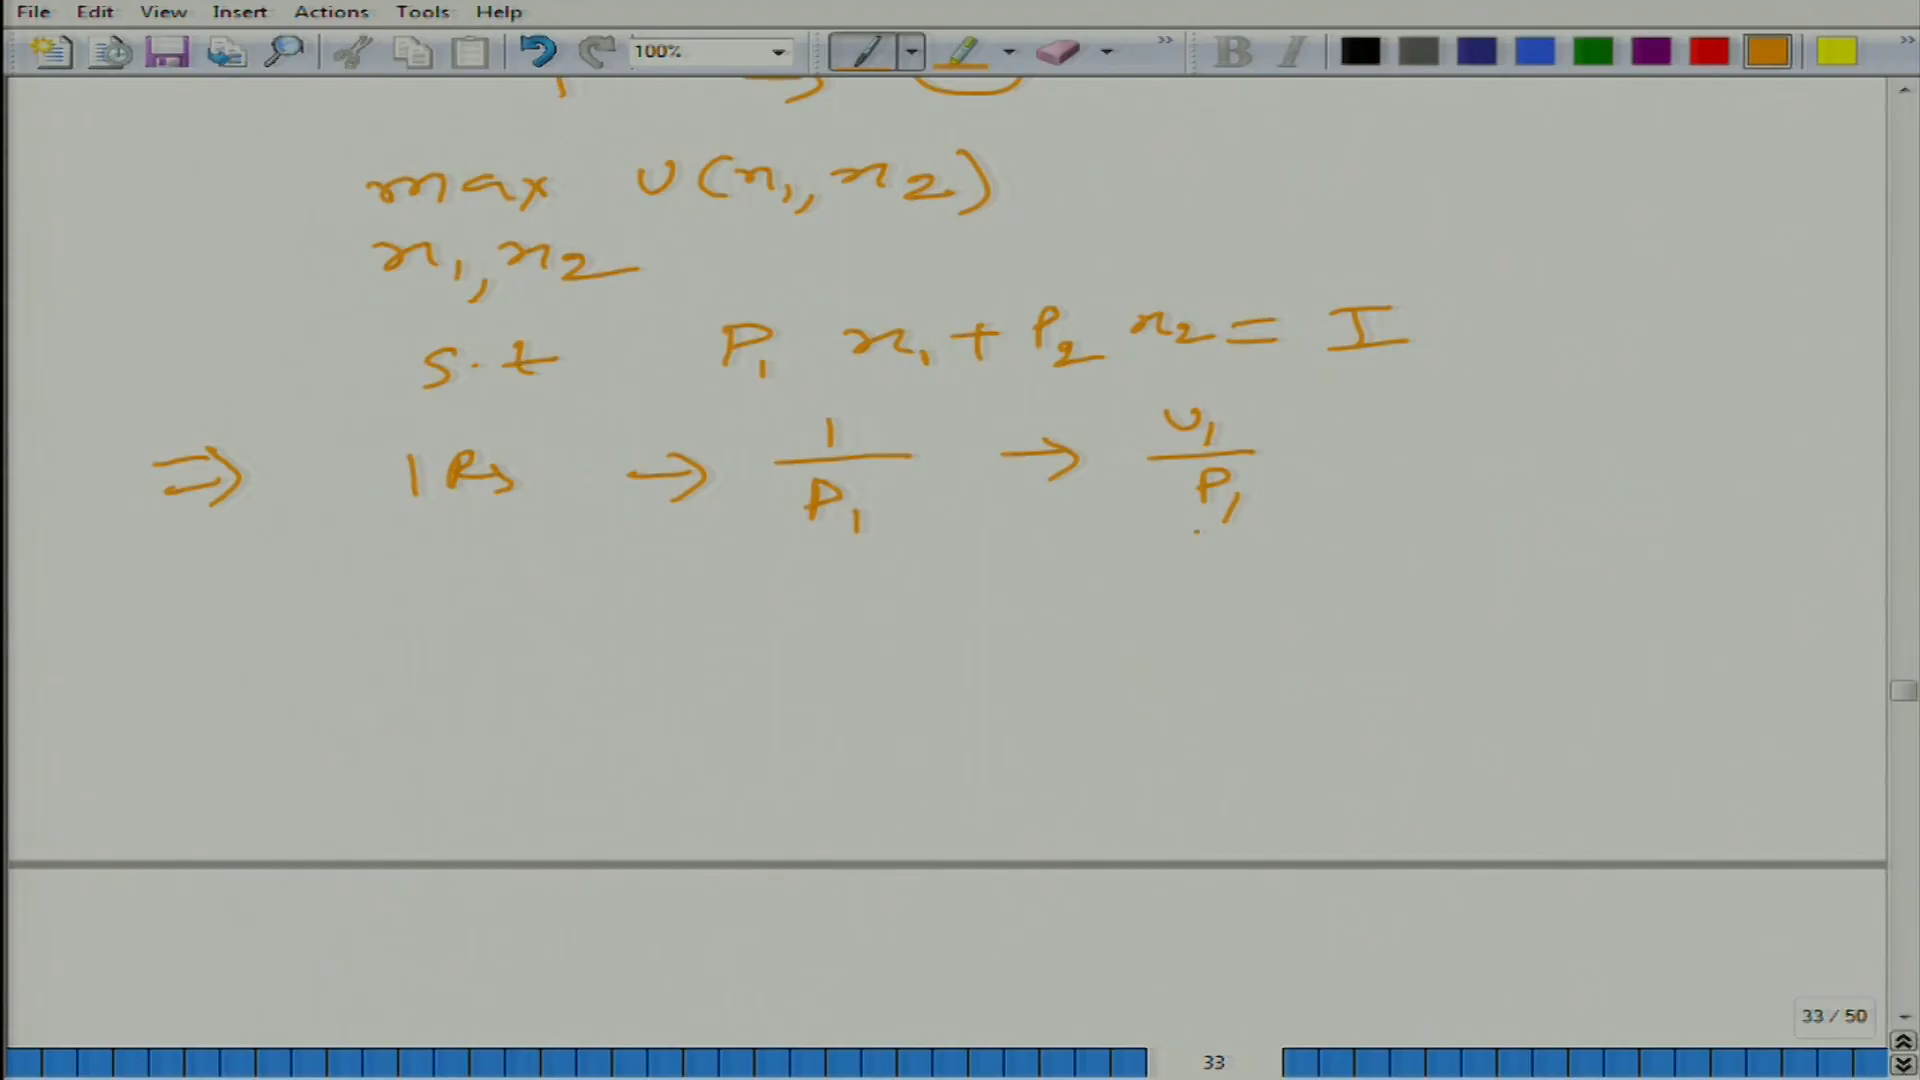 File Edit View Insert Actions Tools Help
100% » B I »
max U(x1, x2)
x1, x2
s.t P1 x1 + P2 x2 = I
⇒ 1 Rs → 1/P1 → U1/P1
33 / 50
33